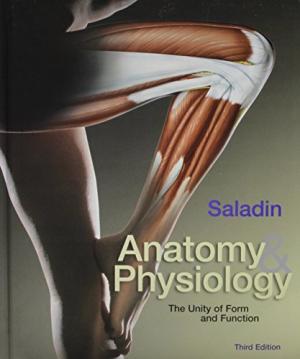 Saladin
Anatomy &
Physiology
The Unity of Form
and Function
Third Edition